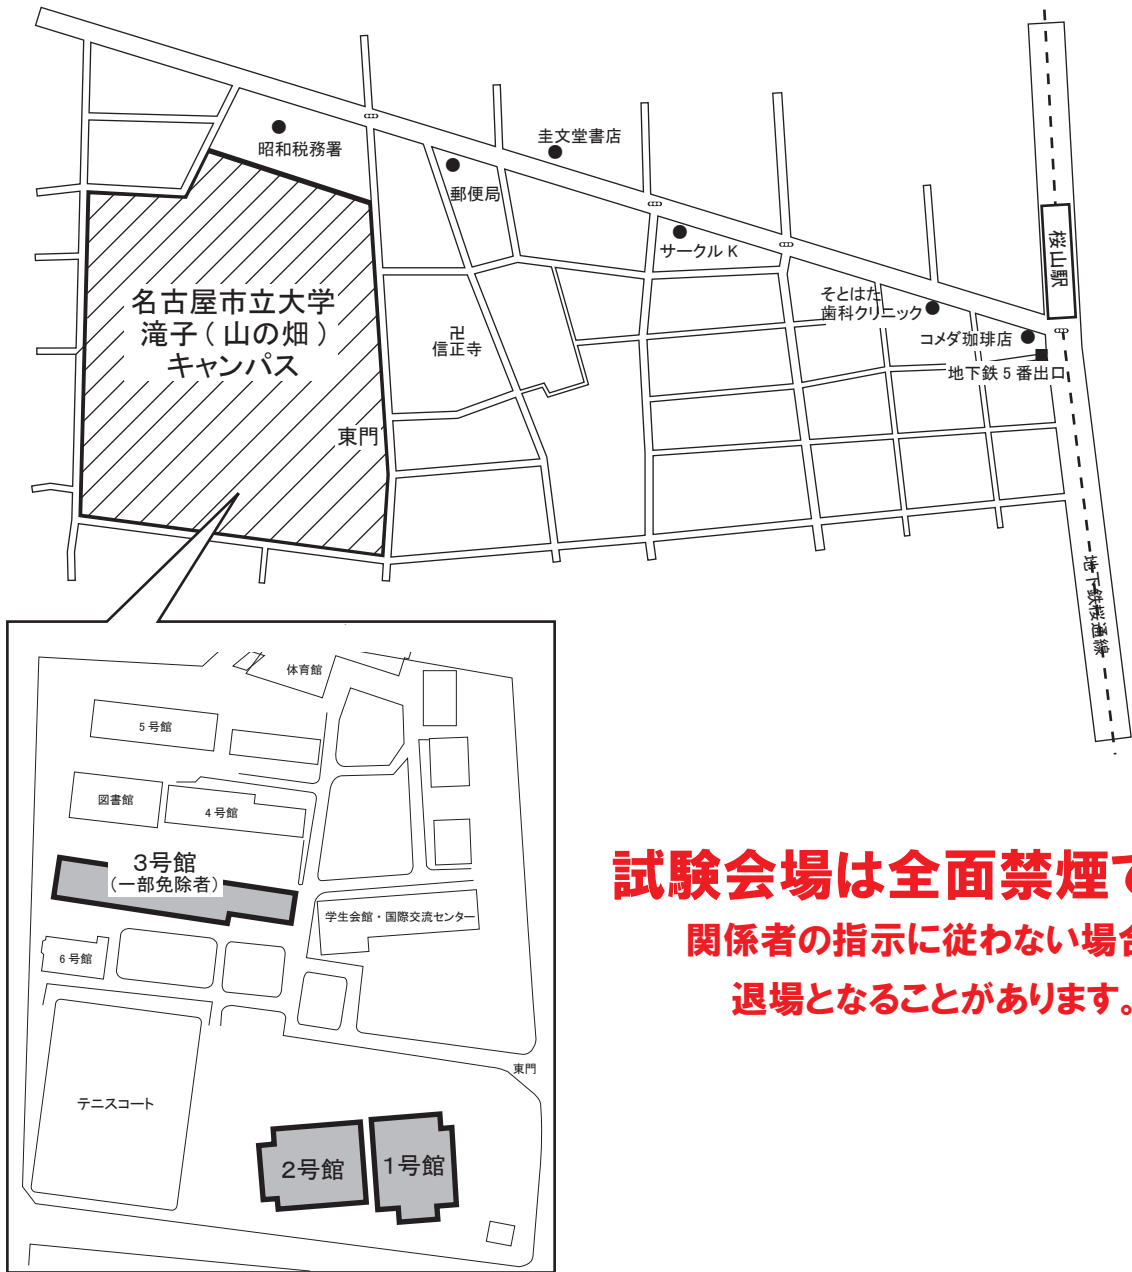 昭和税務署
圭文堂書店
郵便局
サークル K
桜山駅
名古屋市立大学
滝子 ( 山の畑 )
キャンパス
卍
信正寺
そとはた
歯科クリニック
コメダ珈琲店
地下鉄 5 番出口
東門
地下鉄桜通線
体育館
5 号館
図書館
4 号館
3号館
(一部免除者)
学生会館・国際交流センター
6 号館
東門
テニスコート
2号館
1号館
試験会場は全面禁煙で
関係者の指示に従わない場合
退場となることがあります。